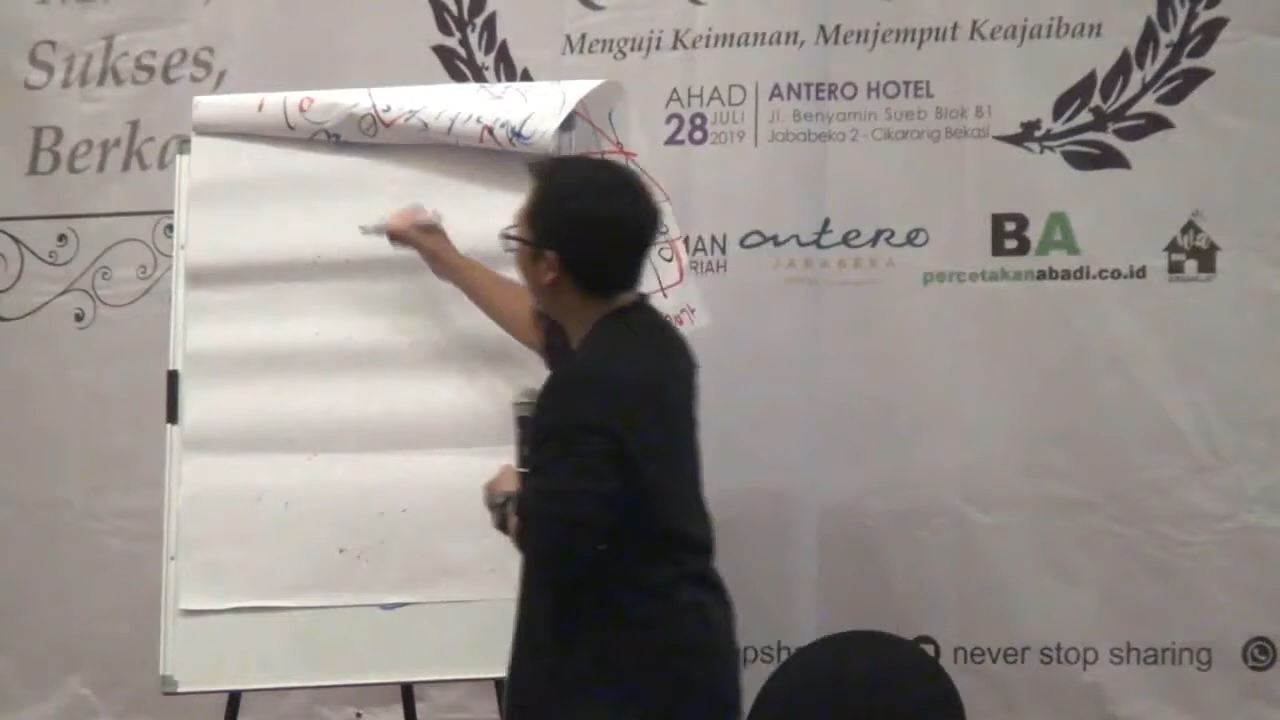 Sukses,
Berka
Menguji Keimanan, Menjemput Keajaiban
AHAD
28 JULI
2019
ANTERO HOTEL
Jl. Benyamin Sueb Blok B1
Jababeka 2 - Cikarang Bekasi
IAN
RIAH
antero
JABABEKA
BA
percetakanabadi.co.id
never stop sharing